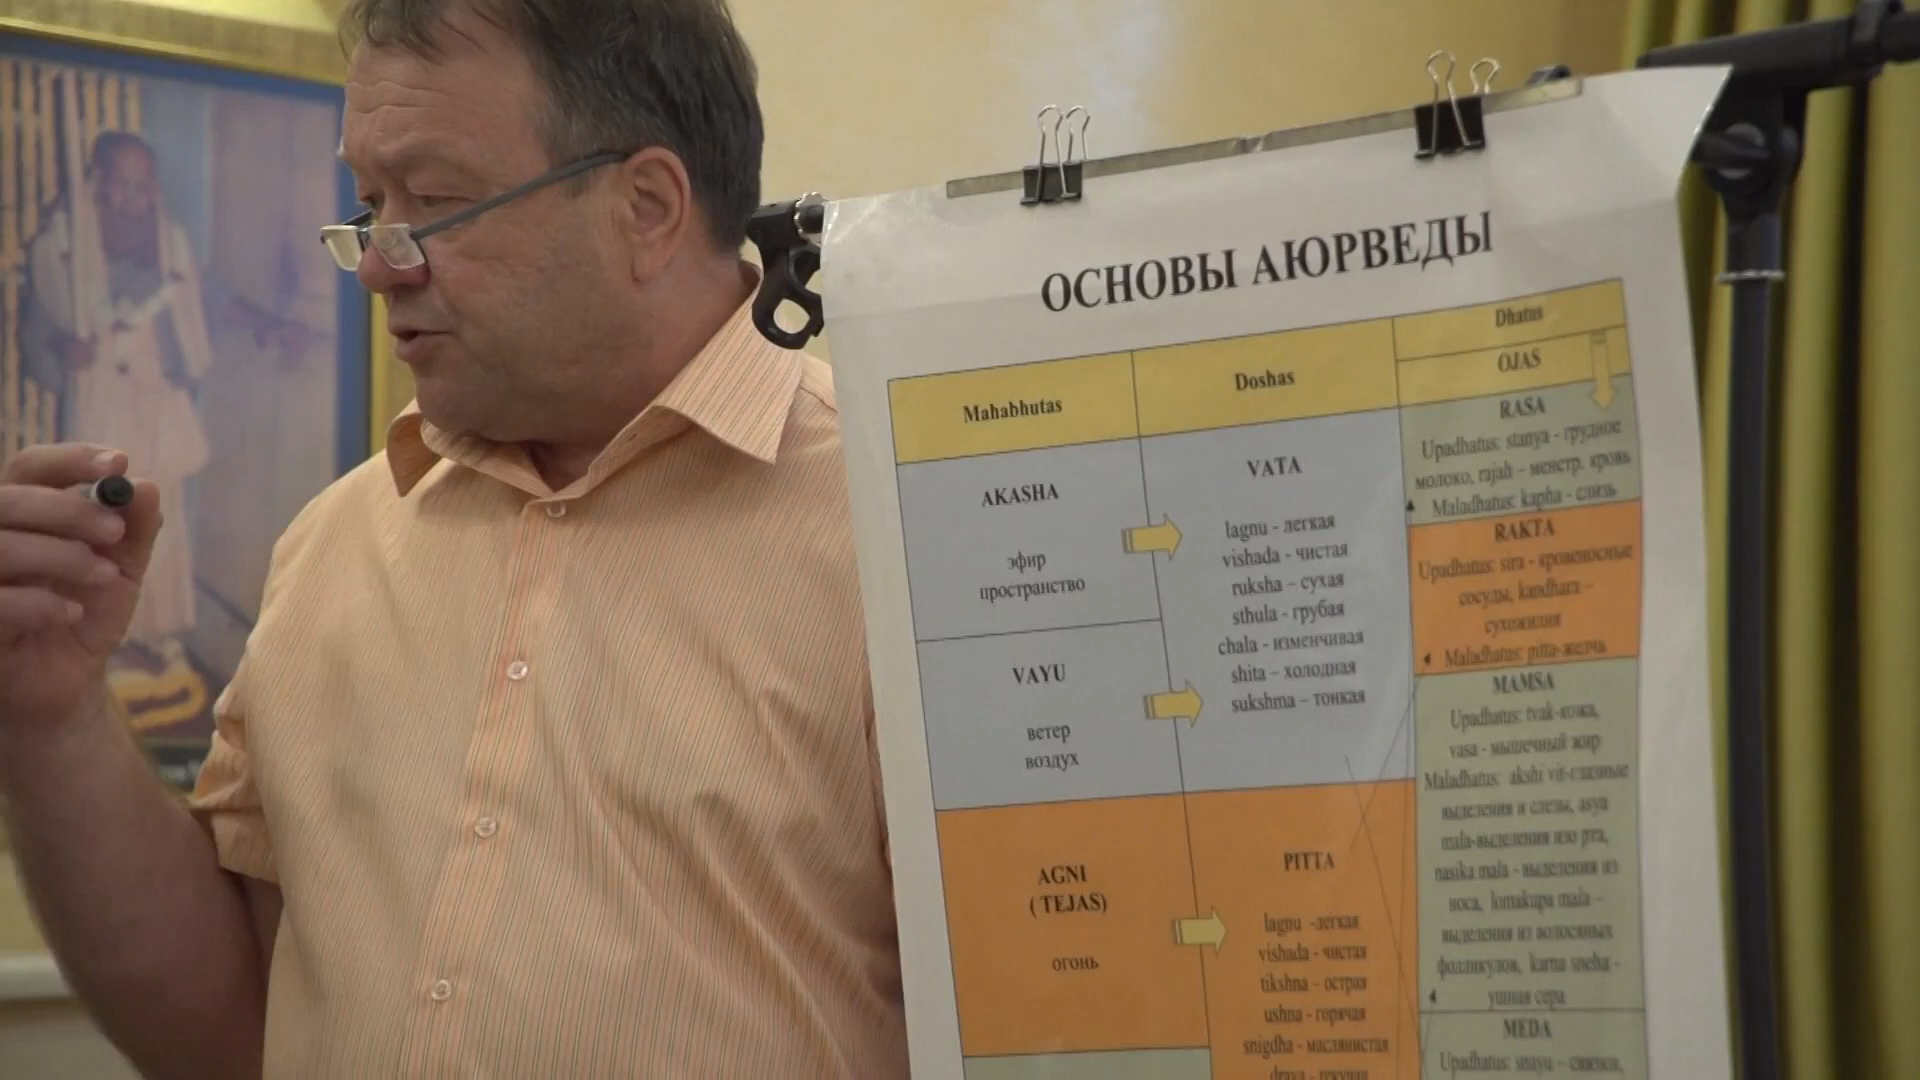 ОСНОВЫ АЮРВЕДЫ
Mahabhutas
Doshas
Dhatus
OJAS
AKASHA
эфир
пространство
VAYU
ветер
воздух
AGNI
( TEJAS)
огонь
VATA
lagnu - легкая
vishada - чистая
ruksha – сухая
sthula - грубая
chala - изменчивая
shita – холодная
sukshma – тонкая
PITTA
lagnu -легкая
vishada - чистая
tikshna – острая
ushna - горячая
snigdha - маслянистая
drava - текучая
RASA
Upadhatus: stanya - грудное
молоко, rajah – менстр. кровь
Maladhatus: kapha - слизь
RAKTA
Upadhatus: sira - кровеносные
сосуды, kandhara –
сухожилия
Maladhatus: pitta-желчь
MAMSA
Upadhatus: tvak-кожа,
vasa - мышечный жир
Maladhatus: akshi vit-глазные
выделения и слезы, asya
mala-выделения изо рта,
nasika mala - выделения из
носа, lomakupa mala –
выделения из волосяных
фолликулов, karna sneha -
ушная сера
MEDA
Upadhatus: snayu – связки,